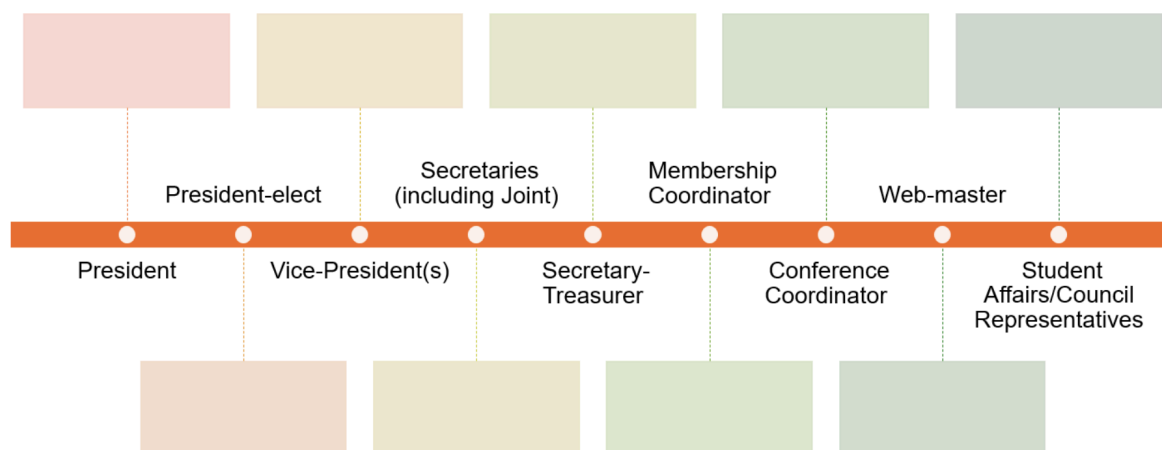 President
President-elect
Vice-President(s)
Secretaries
(including Joint)
Secretary-
Treasurer
Membership
Coordinator
Conference
Coordinator
Web-master
Student
Affairs/Council
Representatives